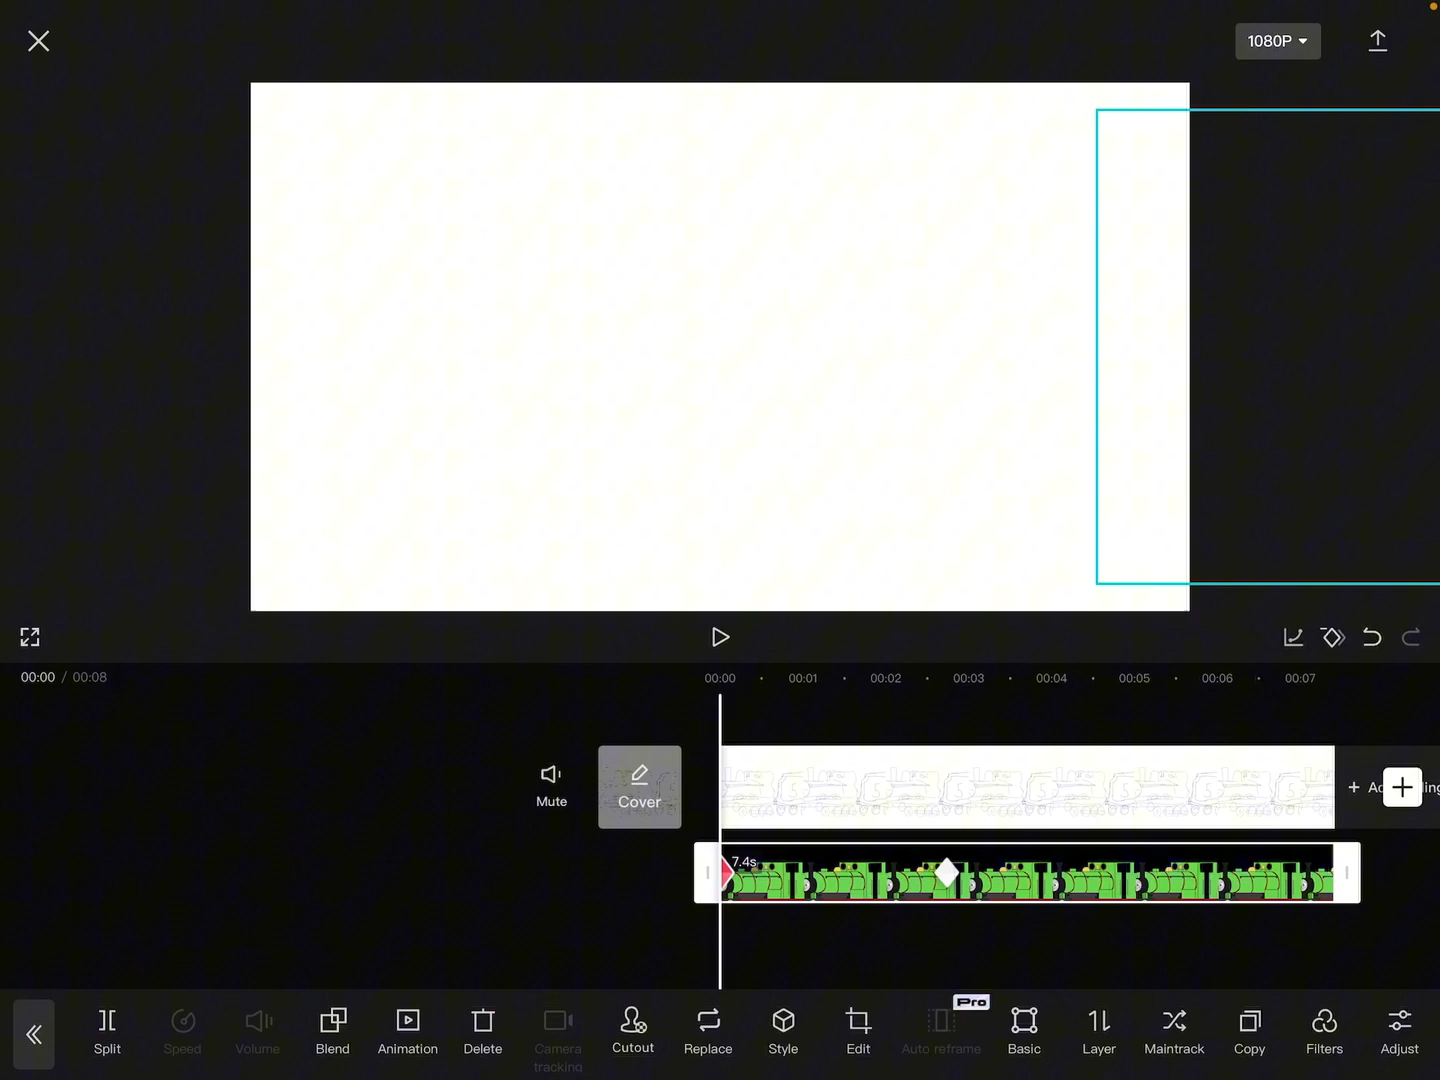 1080P
00:00 / 00:08
00:00 00:01 00:02 00:03 00:04 00:05 00:06 00:07
Mute
Cover
7.4s
Pro
Split
Speed
Volume
Blend
Animation
Delete
Camera
tracking
Cutout
Replace
Style
Edit
Auto reframe
Basic
Layer
Maintrack
Copy
Filters
Adjust